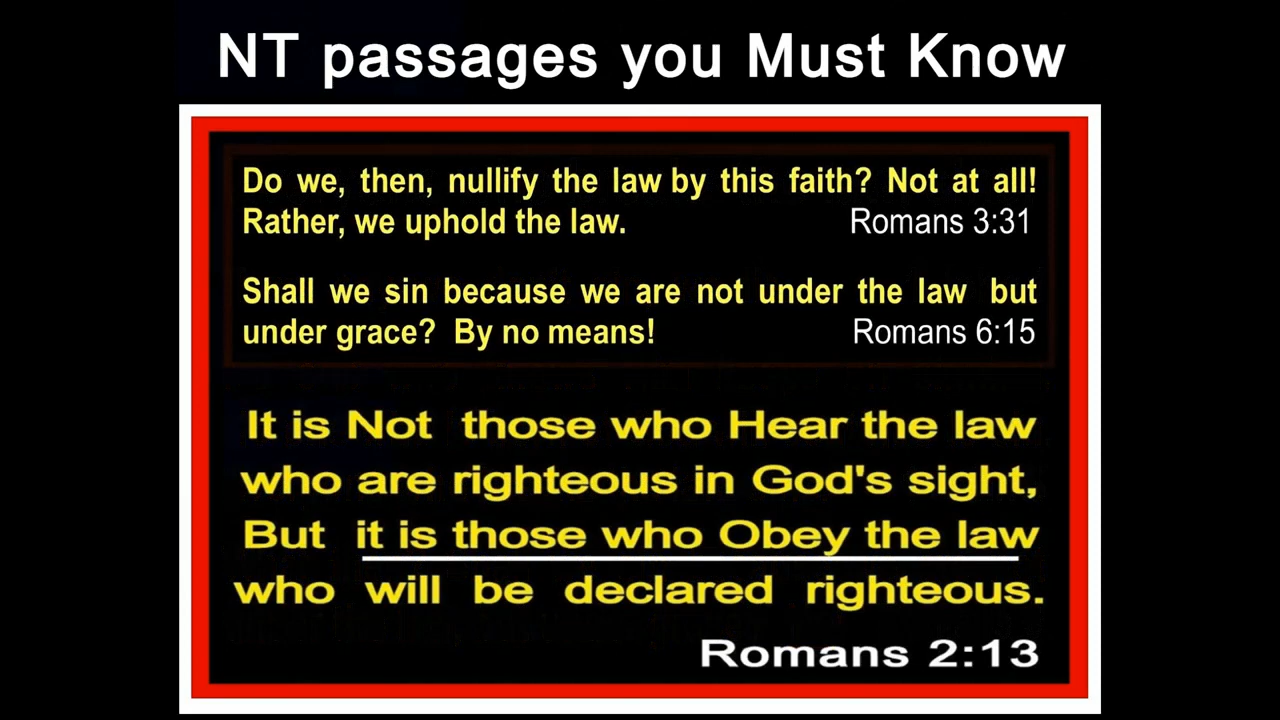 NT passages you Must Know
Do we, then, nullify the law by this faith? Not at all!
Rather, we uphold the law. Romans 3:31
Shall we sin because we are not under the law but
under grace? By no means! Romans 6:15
It is Not those who Hear the law
who are righteous in God's sight,
But it is those who Obey the law
who will be declared righteous.
Romans 2:13